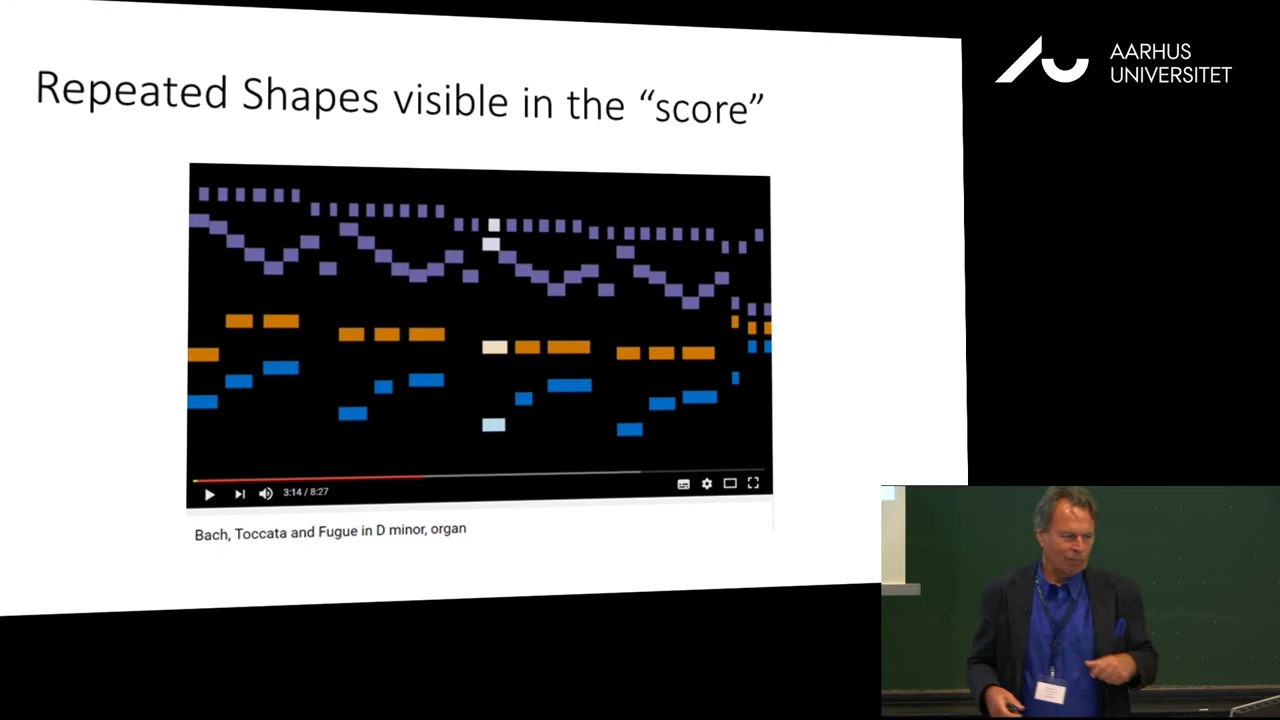 Repeated Shapes visible in the “score”
AARHUS
UNIVERSITET
3:14 / 8:27
Bach, Toccata and Fugue in D minor, organ